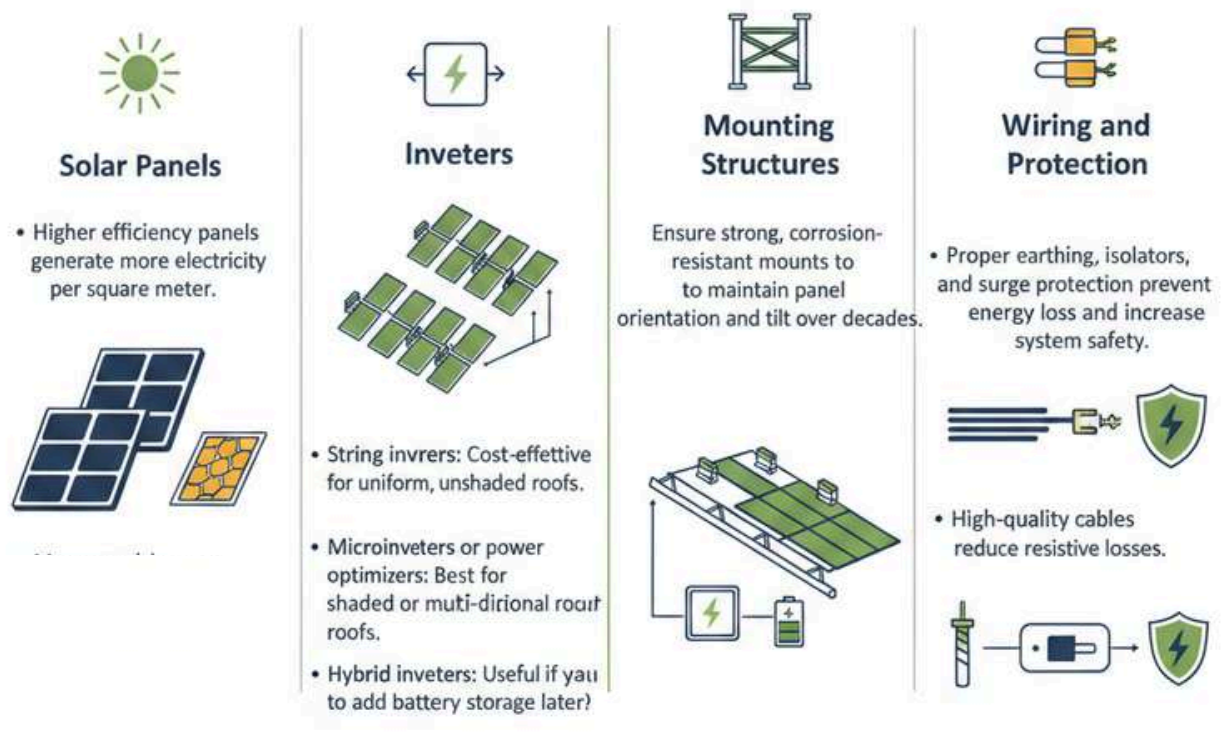 Solar Panels
• Higher efficiency panels
generate more electricity
per square meter.
Inveters
• String invrers: Cost-effettive
for uniform, unshaded roofs.
• Microinveters or power
optimizers: Best for
shaded or muti-ditional rout
roofs.
• Hybrid inveters: Useful if yau
to add battery storage later?
Mounting
Structures
Ensure strong, corrosion-
resistant mounts to
to maintain panel
orientation and tilt over decades.
Wiring and
Protection
• Proper earthing, isolators,
and surge protection prevent
energy loss and increase
system safety.
• High-quality cables
reduce resistive losses.